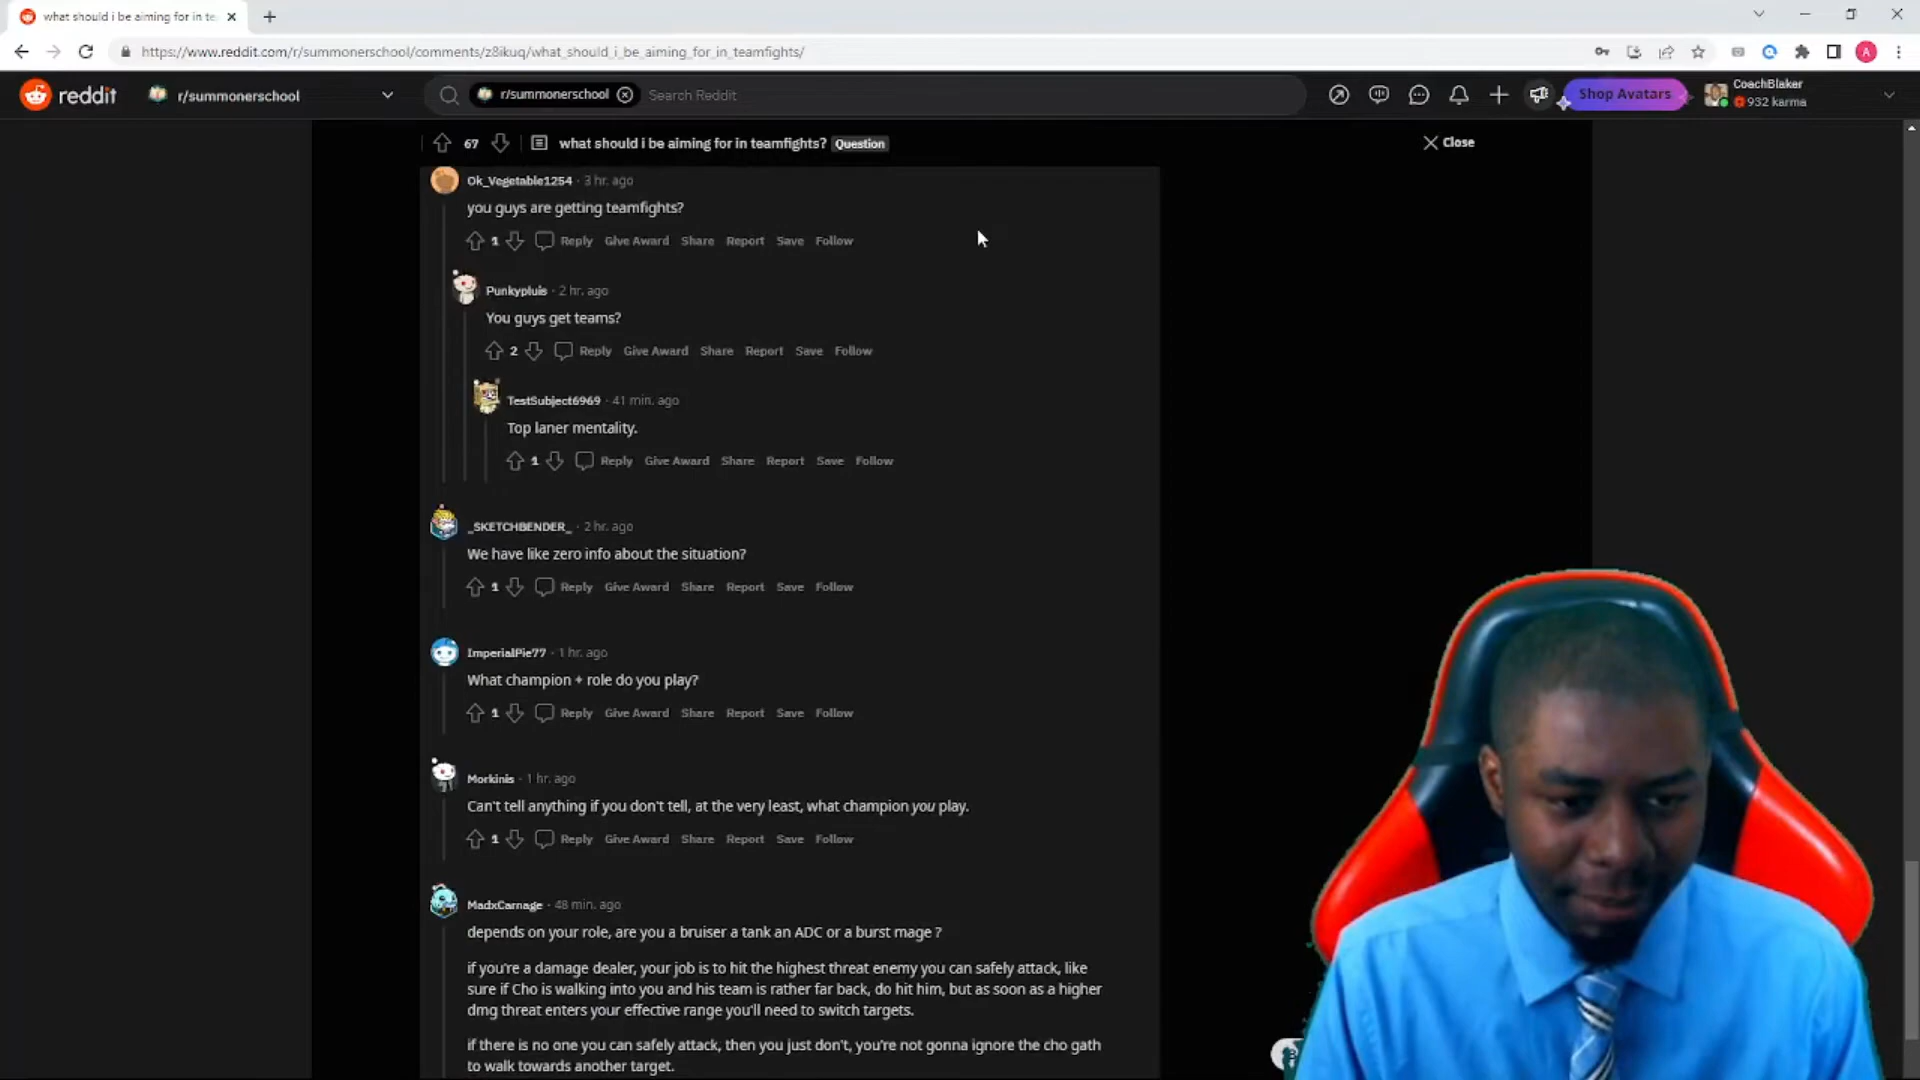 what should i be aiming for in te
https://www.reddit.com/r/summonerschool/comments/z8ikuq/what_should_i_be_aiming_for_in_teamfights/
A
reddit
r/summonerschool
r/summonerschool
Search Reddit
Shop Avatars
CoachBlaker
932 karma
67
what should i be aiming for in teamfights?
Question
Close
Ok_Vegetable1254 · 3 hr. ago
you guys are getting teamfights?
1 Reply Give Award Share Report Save Follow
Punkypluis · 2 hr. ago
You guys get teams?
2 Reply Give Award Share Report Save Follow
TestSubject6969 · 41 min. ago
Top laner mentality.
1 Reply Give Award Share Report Save Follow
_SKETCHBENDER_ · 2 hr. ago
We have like zero info about the situation?
1 Reply Give Award Share Report Save Follow
ImperialPie77 · 1 hr. ago
What champion + role do you play?
1 Reply Give Award Share Report Save Follow
Morkinis · 1 hr. ago
Can't tell anything if you don't tell, at the very least, what champion you play.
1 Reply Give Award Share Report Save Follow
MadxCarnage · 48 min. ago
depends on your role, are you a bruiser a tank an ADC or a burst mage ?
if you're a damage dealer, your job is to hit the highest threat enemy you can safely attack, like
sure if Cho is walking into you and his team is rather far back, do hit him, but as soon as a higher
dmg threat enters your effective range you'll need to switch targets.
if there is no one you can safely attack, then you just don't, you're not gonna ignore the cho gath
to walk towards another target.